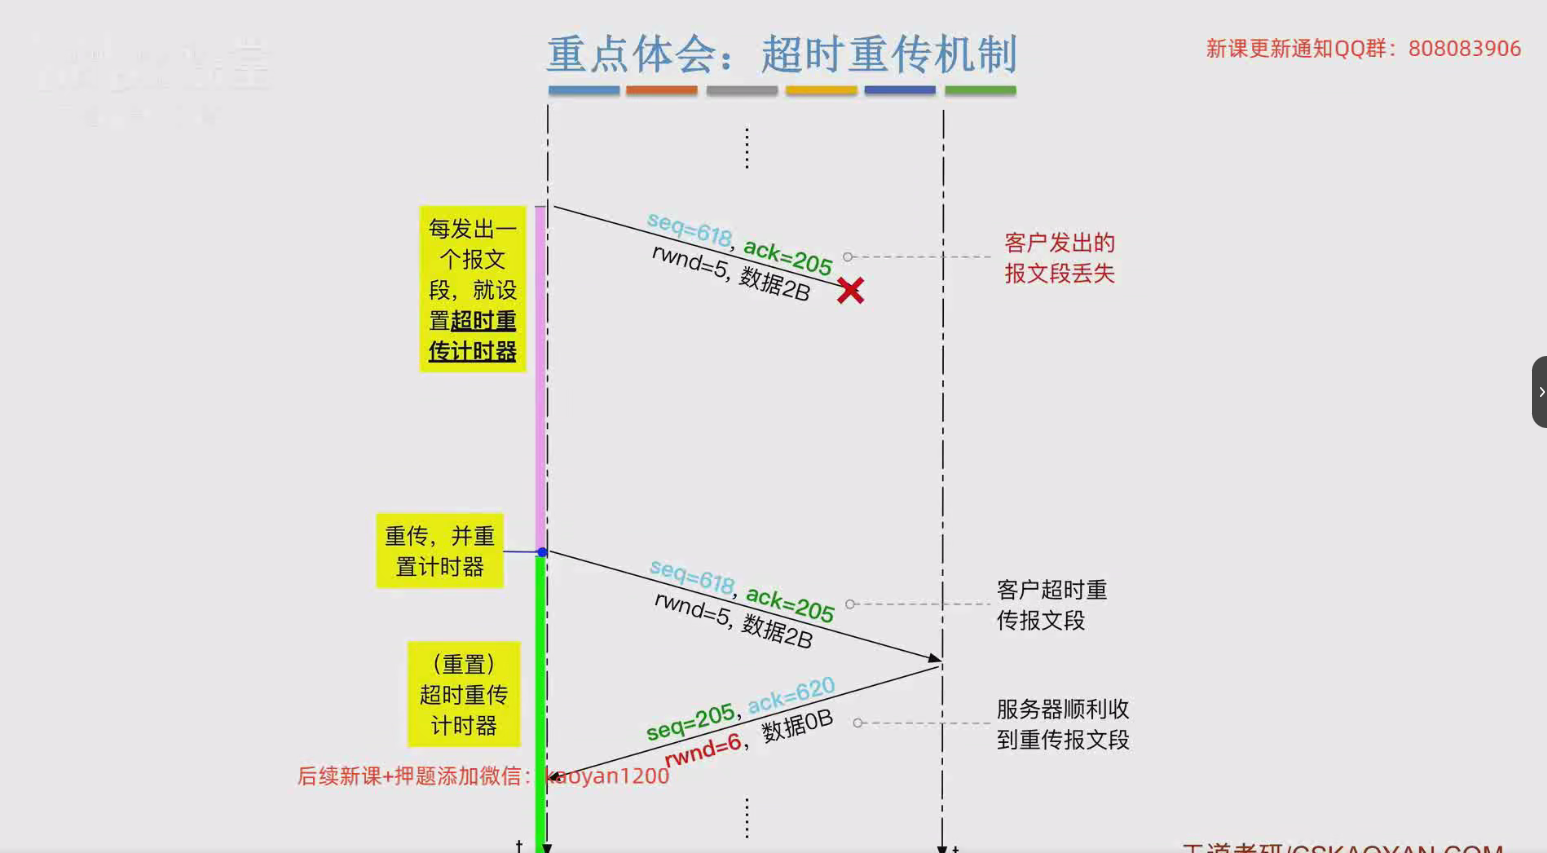 重点体会：超时重传机制
新课更新通知QQ群：808083906
每发出一
个报文
段，就设
置超时重
传计时器
seq=618, ack=205
rwnd=5, 数据2B
客户发出的
报文段丢失
重传，并重
置计时器
seq=618, ack=205
rwnd=5, 数据2B
客户超时重
传报文段
（重置）
超时重传
计时器
seq=205, ack=620
rwnd=6，数据0B
服务器顺利收
到重传报文段
后续新课+押题添加微信：kaoyan1200
t
t
王道考研/CSKAOYAN.COM